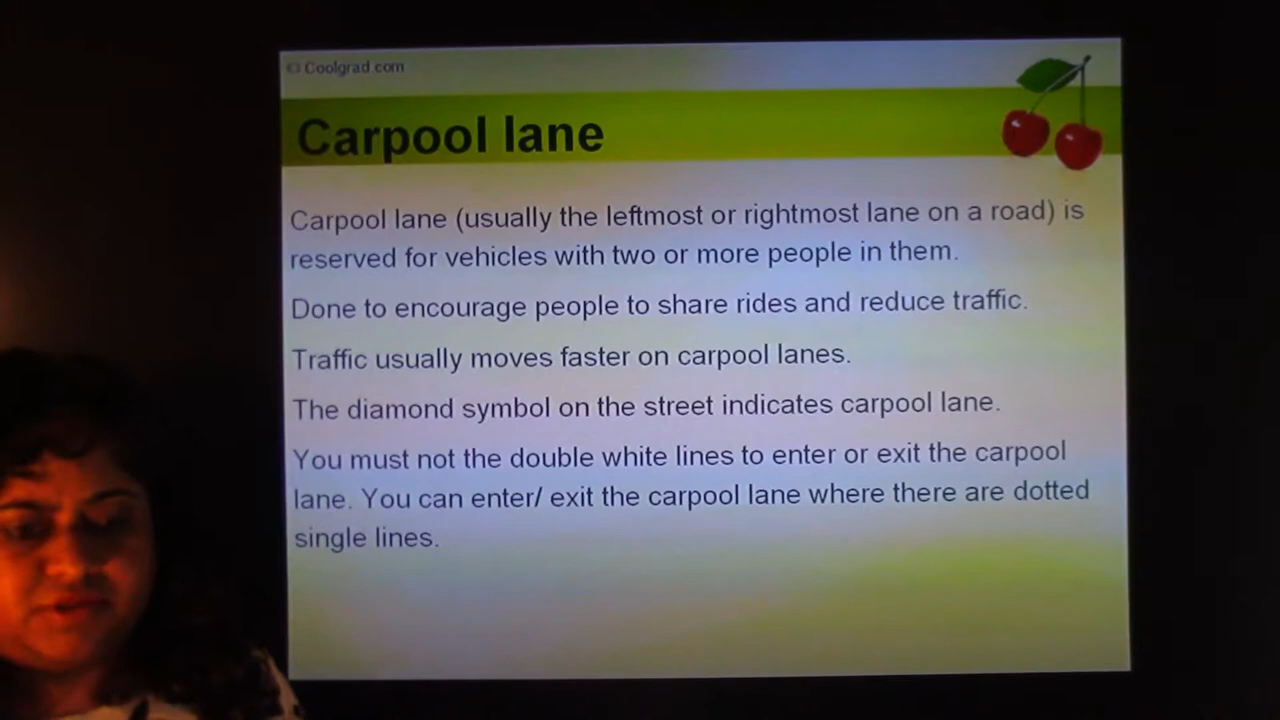 © Coolgrad.com
Carpool lane
Carpool lane (usually the leftmost or rightmost lane on a road) is
reserved for vehicles with two or more people in them.
Done to encourage people to share rides and reduce traffic.
Traffic usually moves faster on carpool lanes.
The diamond symbol on the street indicates carpool lane.
You must not the double white lines to enter or exit the carpool
lane. You can enter/ exit the carpool lane where there are dotted
single lines.